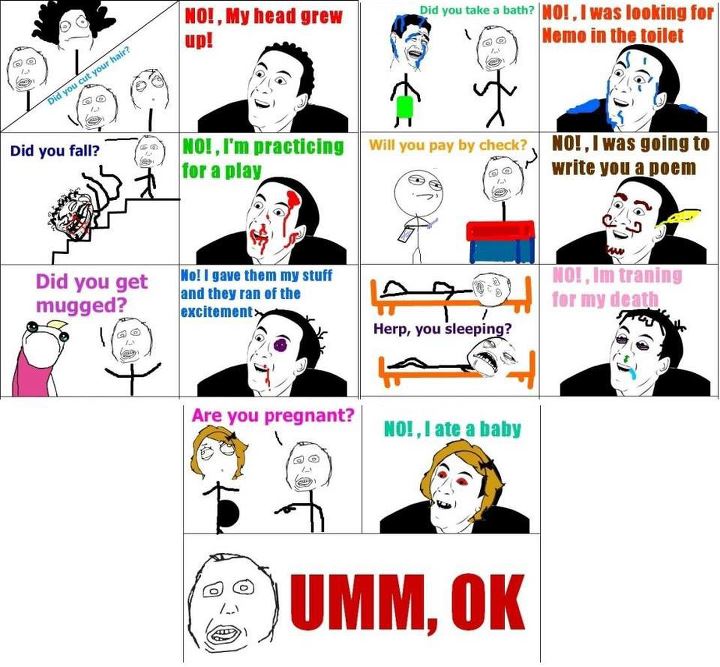 Did you cut your hair?
NO! , My head grew
up!
Did you take a bath?
NO! , I was looking for
Nemo in the toilet
Did you fall?
NO! , I'm practicing
for a play
Will you pay by check?
NO! , I was going to
write you a poem
Did you get
mugged?
No! I gave them my stuff
and they ran of the
excitement
Herp, you sleeping?
NO! , Im traning
for my death
Are you pregnant?
NO! , I ate a baby
UMM, OK